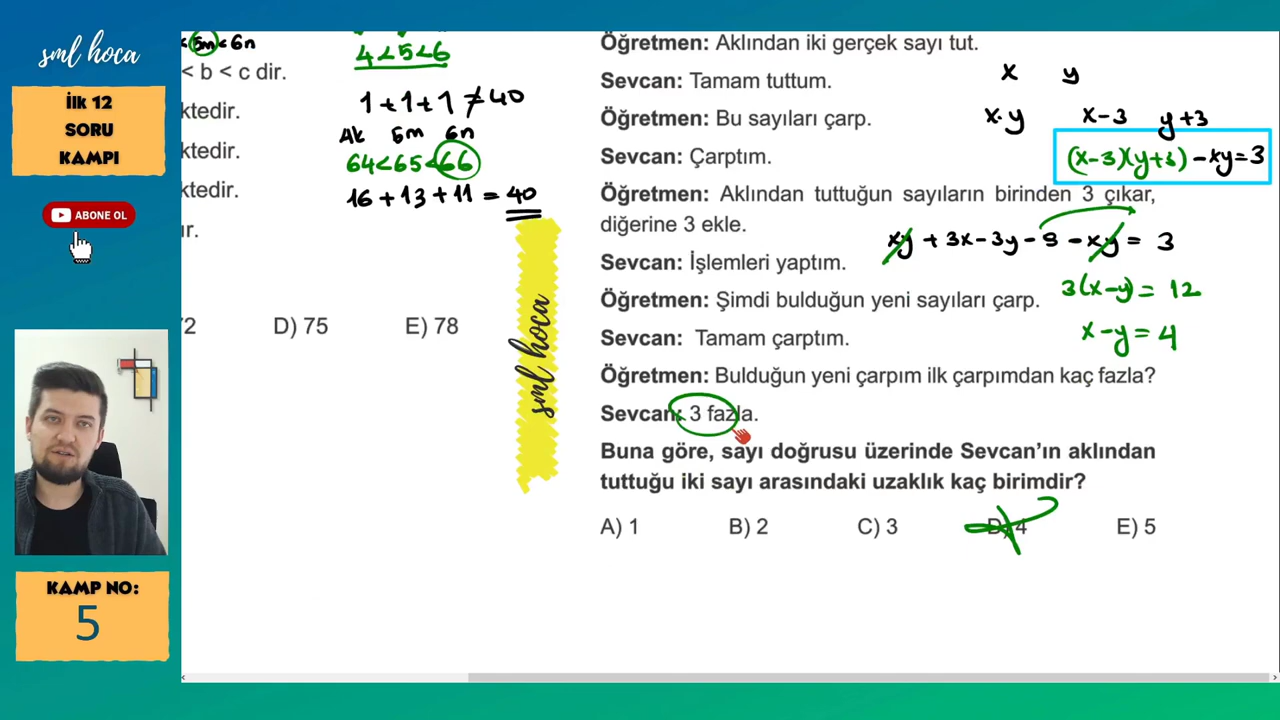 sml hoca
İlk 12
SORU
KAMPI
ABONE OL
KAMP NO:
5
< 5m < 6n
< b < c dir.
ktedir.
ktedir.
ktedir.
ır.
72
D) 75
E) 78
4<5<6
1+1+1≠40
4k 5m 6n
64<65<66
16+13+11=40
sml hoca
Öğretmen: Aklından iki gerçek sayı tut.
Sevcan: Tamam tuttum.
Öğretmen: Bu sayıları çarp.
Sevcan: Çarptım.
Öğretmen: Aklından tuttuğun sayıların birinden 3 çıkar,
diğerine 3 ekle.
Sevcan: İşlemleri yaptım.
Öğretmen: Şimdi bulduğun yeni sayıları çarp.
Sevcan: Tamam çarptım.
Öğretmen: Bulduğun yeni çarpım ilk çarpımdan kaç fazla?
Sevcan: 3 fazla.
Buna göre, sayı doğrusu üzerinde Sevcan'ın aklından
tuttuğu iki sayı arasındaki uzaklık kaç birimdir?
A) 1
B) 2
C) 3
D) 4
E) 5
x y
x.y x-3 y+3
(x-3)(y+3)-xy=3
xy+3x-3y-9-xy=3
3(x-y)=12
x-y=4